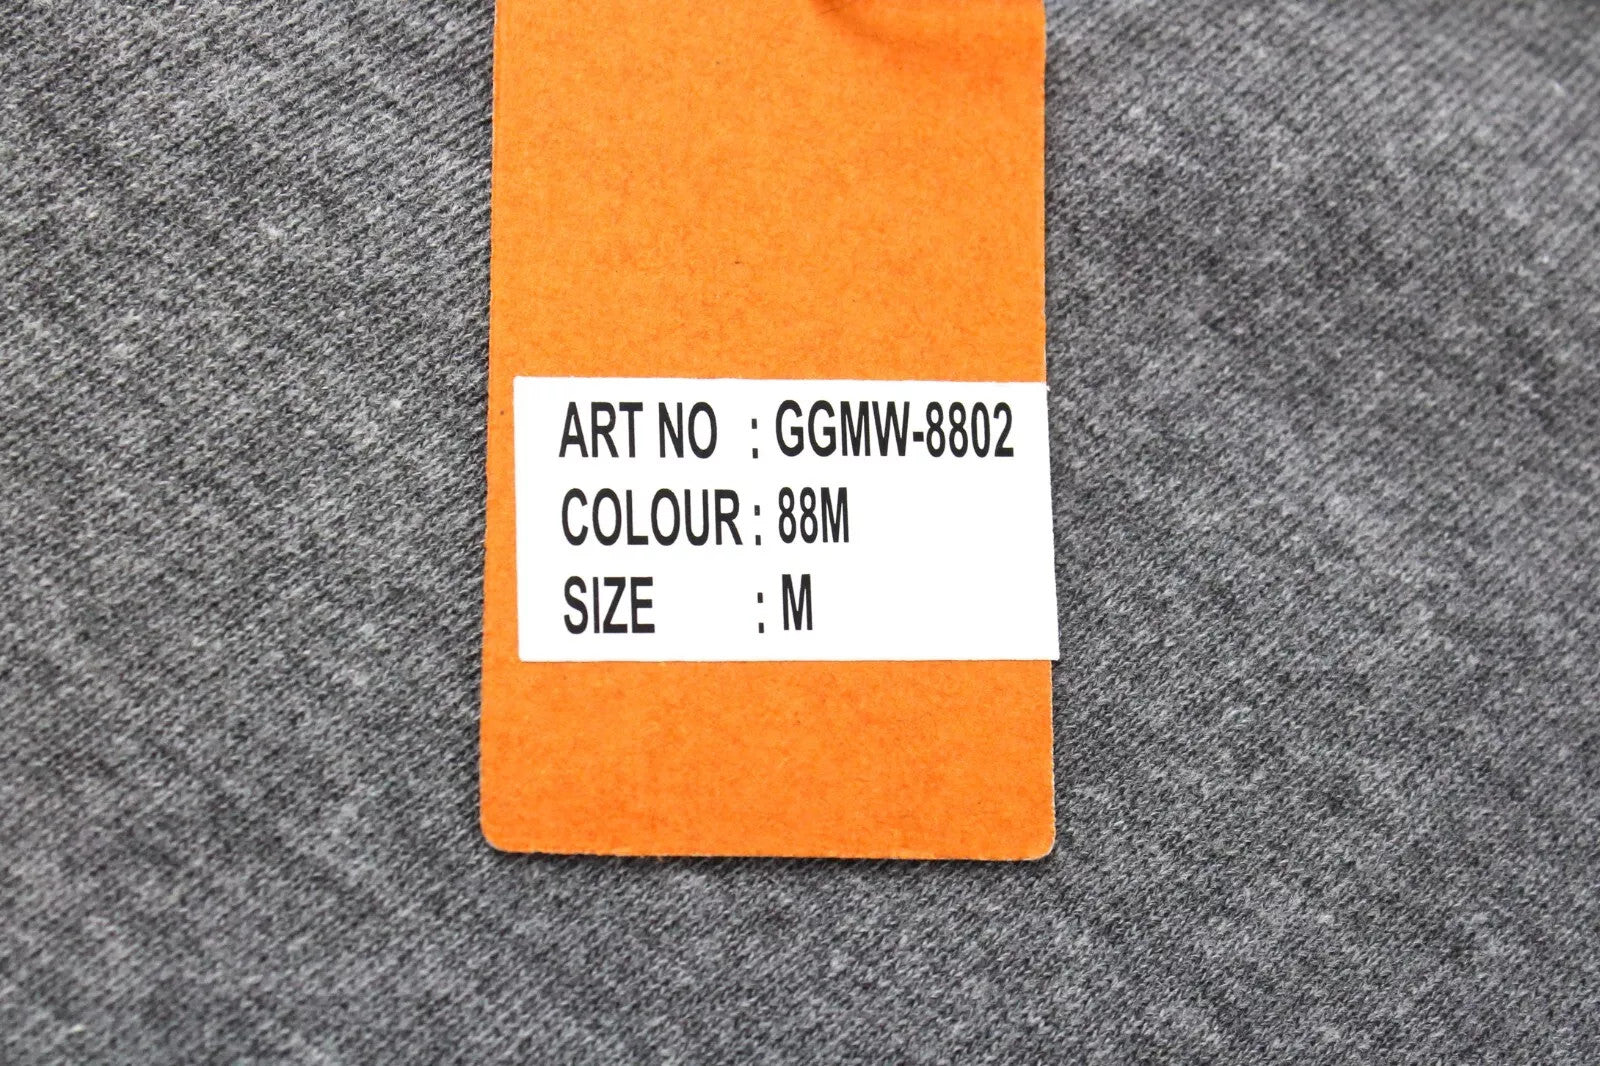 ART NO : GGMW-8802
COLOUR : 88M
SIZE : M